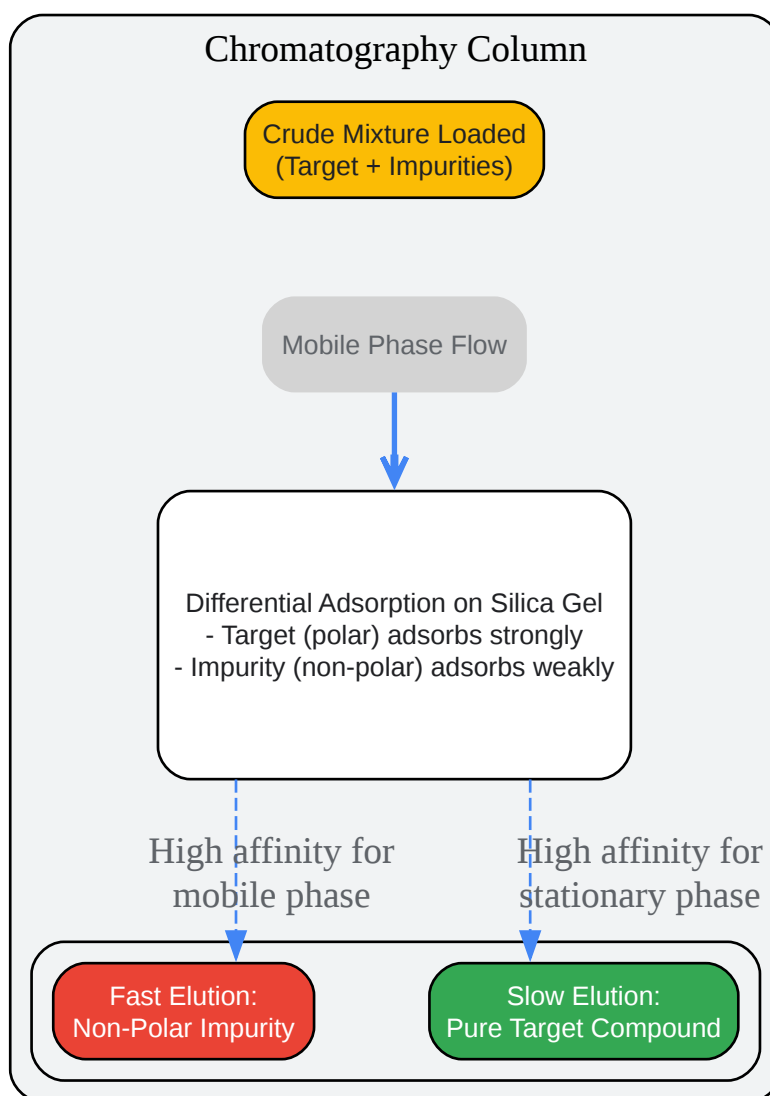 Chromatography Column
Crude Mixture Loaded
(Target + Impurities)
Mobile Phase Flow
Differential Adsorption on Silica Gel
- Target (polar) adsorbs strongly
- Impurity (non-polar) adsorbs weakly
High affinity for
mobile phase
High affinity for
stationary phase
Fast Elution:
Non-Polar Impurity
Slow Elution:
Pure Target Compound